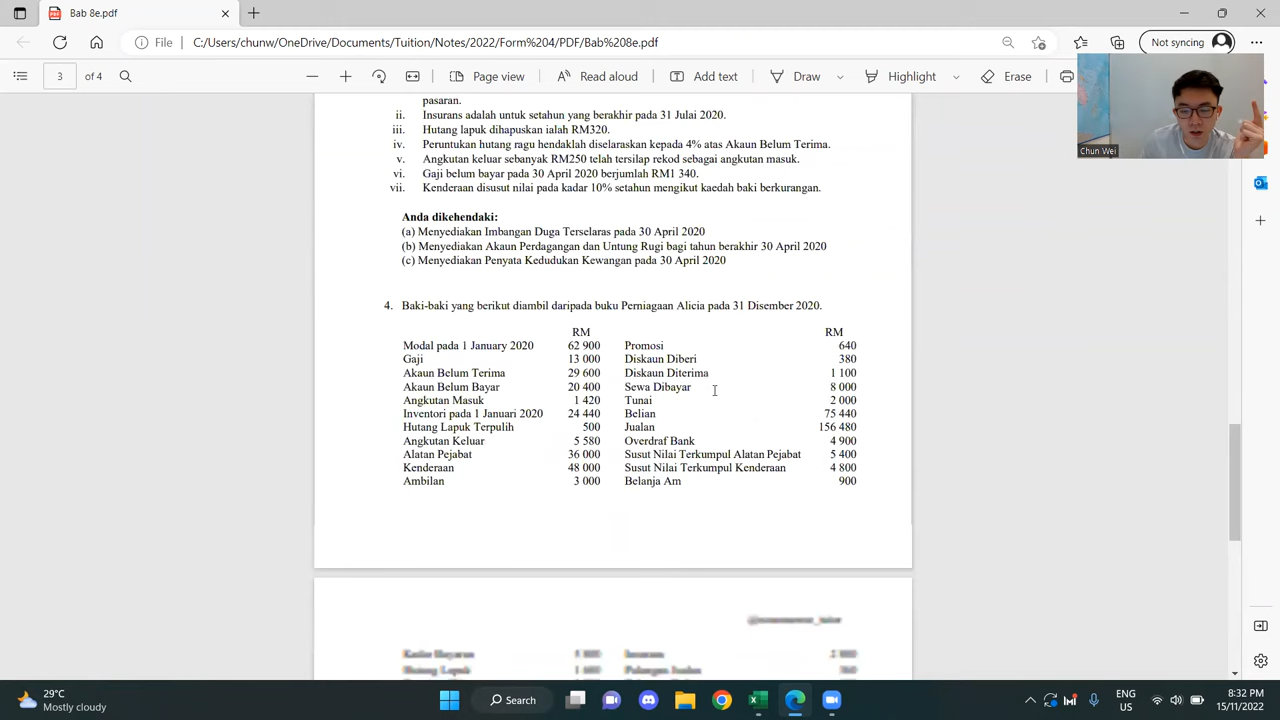 Bab 8e.pdf
File
C:/Users/chunw/OneDrive/Documents/Tuition/Notes/2022/Form%204/PDF/Bab%208e.pdf
Not syncing
3 of 4
Page view
Read aloud
Add text
Draw
Highlight
Erase
Chun Wei
pasaran.
ii. Insurans adalah untuk setahun yang berakhir pada 31 Julai 2020.
iii. Hutang lapuk dihapuskan ialah RM320.
iv. Peruntukan hutang ragu hendaklah diselaraskan kepada 4% atas Akaun Belum Terima.
v. Angkutan keluar sebanyak RM250 telah tersilap rekod sebagai angkutan masuk.
vi. Gaji belum bayar pada 30 April 2020 berjumlah RM1 340.
vii. Kenderaan disusut nilai pada kadar 10% setahun mengikut kaedah baki berkurangan.
Anda dikehendaki:
(a) Menyediakan Imbangan Duga Terselaras pada 30 April 2020
(b) Menyediakan Akaun Perdagangan dan Untung Rugi bagi tahun berakhir 30 April 2020
(c) Menyediakan Penyata Kedudukan Kewangan pada 30 April 2020
4. Baki-baki yang berikut diambil daripada buku Perniagaan Alicia pada 31 Disember 2020.
RM RM
Modal pada 1 January 2020 62 900 Promosi 640
Gaji 13 000 Diskaun Diberi 380
Akaun Belum Terima 29 600 Diskaun Diterima 1 100
Akaun Belum Bayar 20 400 Sewa Dibayar 8 000
Angkutan Masuk 1 420 Tunai 2 000
Inventori pada 1 Januari 2020 24 440 Belian 75 440
Hutang Lapuk Terpulih 500 Jualan 156 480
Angkutan Keluar 5 580 Overdraf Bank 4 900
Alatan Pejabat 36 000 Susut Nilai Terkumpul Alatan Pejabat 5 400
Kenderaan 48 000 Susut Nilai Terkumpul Kenderaan 4 800
Ambilan 3 000 Belanja Am 900
Insurans
Hutang Lapuk Pulangan Jualan
29°C
Mostly cloudy
Search
ENG
US
8:32 PM
15/11/2022